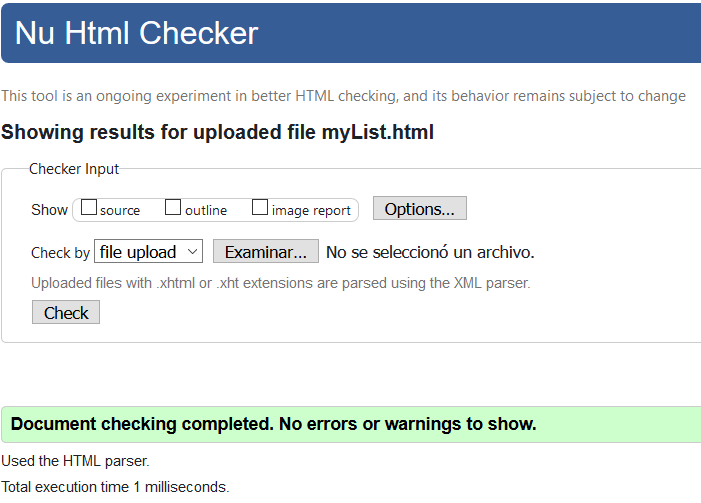 Nu Html Checker
This tool is an ongoing experiment in better HTML checking, and its behavior remains subject to change
Showing results for uploaded file myList.html
Checker Input
Show source outline image report Options...
Check by file upload Examinar... No se seleccionó un archivo.
Uploaded files with .xhtml or .xht extensions are parsed using the XML parser.
Check
Document checking completed. No errors or warnings to show.
Used the HTML parser.
Total execution time 1 milliseconds.